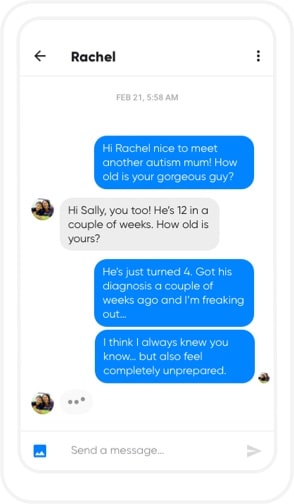 Rachel
FEB 21, 5:58 AM
Hi Rachel nice to meet
another autism mum! How
old is your gorgeous guy?
Hi Sally, you too! He's 12 in a
couple of weeks. How old is
yours?
He's just turned 4. Got his
diagnosis a couple of
weeks ago and I'm freaking
out...
I think I always knew you
know... but also feel
completely unprepared.
Send a message...